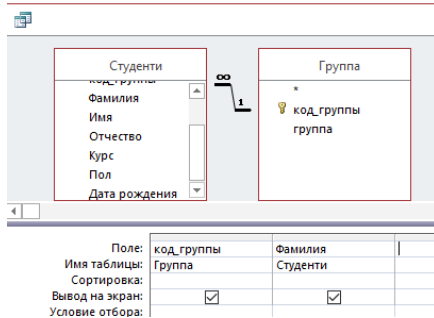 Студенти
код_группы
Фамилия
Имя
Отчество
Курс
Пол
Дата рождения
∞
1
Группа
*
код_группы
группа
Поле: код_группы Фамилия
Имя таблицы: Группа Студенти
Сортировка:
Вывод на экран:
Условие отбора: